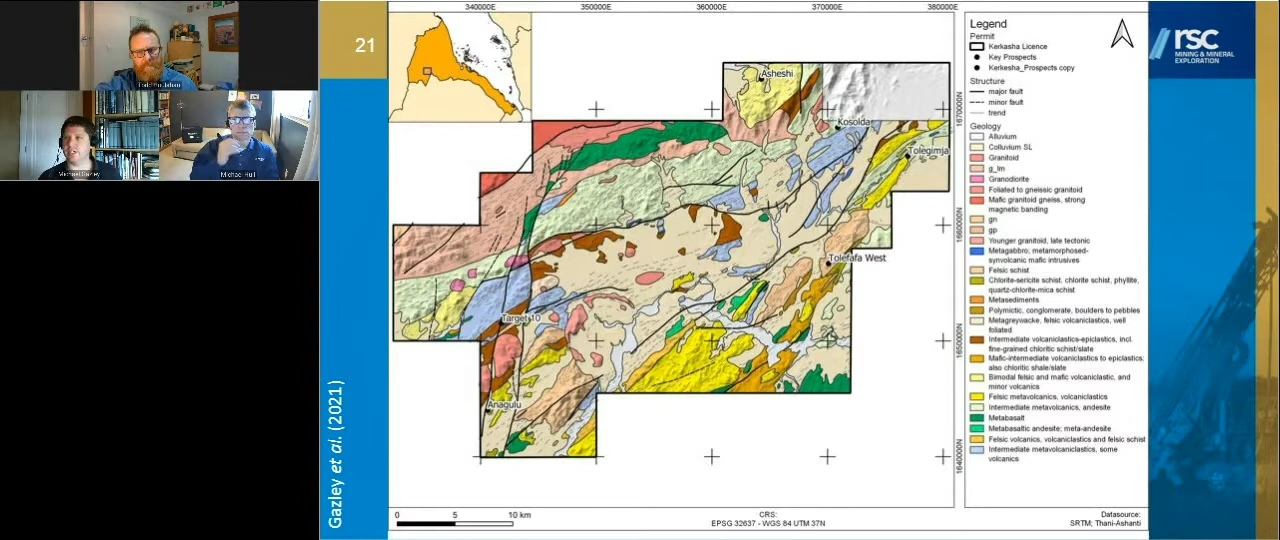 Michael Gazley
Michael Hull
21
Gazley et al. (2021)
340000E
350000E
360000E
370000E
380000E
1670000N
1660000N
1650000N
1640000N
Asheshi
Kosolda
Tolegimja
Tolefafa West
Target 10
Anagulu
0
5
10 km
CRS:
EPSG 32637 - WGS 84 UTM 37N
Datasource:
SRTM; Thani-Ashanti
Legend
Permit
Kerkasha Licence
Key Prospects
Kerkesha_Prospects copy
Structure
major fault
minor fault
trend
Geology
Alluvium
Colluvium SL
Granitoid
g_lm
Granodiorite
Foliated to gneissic granitoid
Mafic granitoid gneiss, strong
magnetic banding
gn
gp
Younger granitoid, late tectonic
Metagabbro; metamorphosed-
synvolcanic mafic intrusives
Felsic schist
Chlorite-sericite schist, chlorite schist, phyllite,
quartz-chlorite-mica schist
Metasediments
Polymictic, conglomerate, boulders to pebbles
Metagreywacke, felsic volcaniclastics, well
foliated
Intermediate volcaniclastics-epiclastics, incl.
fine-grained chloritic schist/slate
Mafic-intermediate volcaniclastics to epiclastics;
also chloritic shale/slate
Bimodal felsic and mafic volcaniclastic, and
minor volcanics
Felsic metavolcanics, volcaniclastics
Intermediate metavolcanics, andesite
Metabasalt
Metabasaltic andesite; meta-andesite
Felsic volcanics, volcaniclastics and felsic schist
Intermediate metavolcaniclastics, some
volcanics
rsc
MINING & MINERAL
EXPLORATION